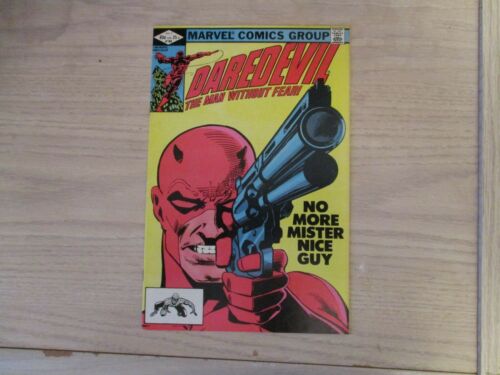 MARVEL COMICS GROUP
DAREDEVIL
THE MAN WITHOUT FEAR!
NO
MORE
MISTER
NICE
GUY